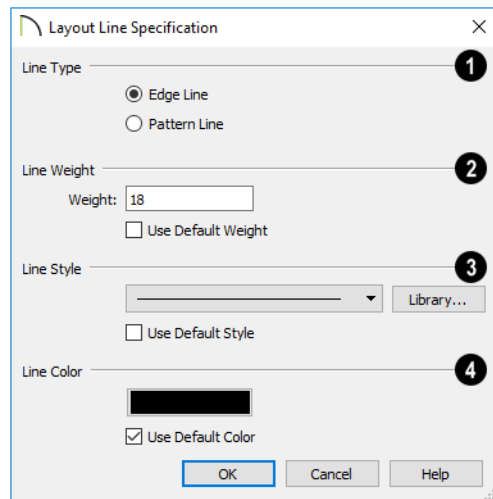 Layout Line Specification
Line Type 1
Edge Line
Pattern Line
Line Weight 2
Weight: 18
Use Default Weight
Line Style 3
Library...
Use Default Style
Line Color 4
Use Default Color
OK Cancel Help